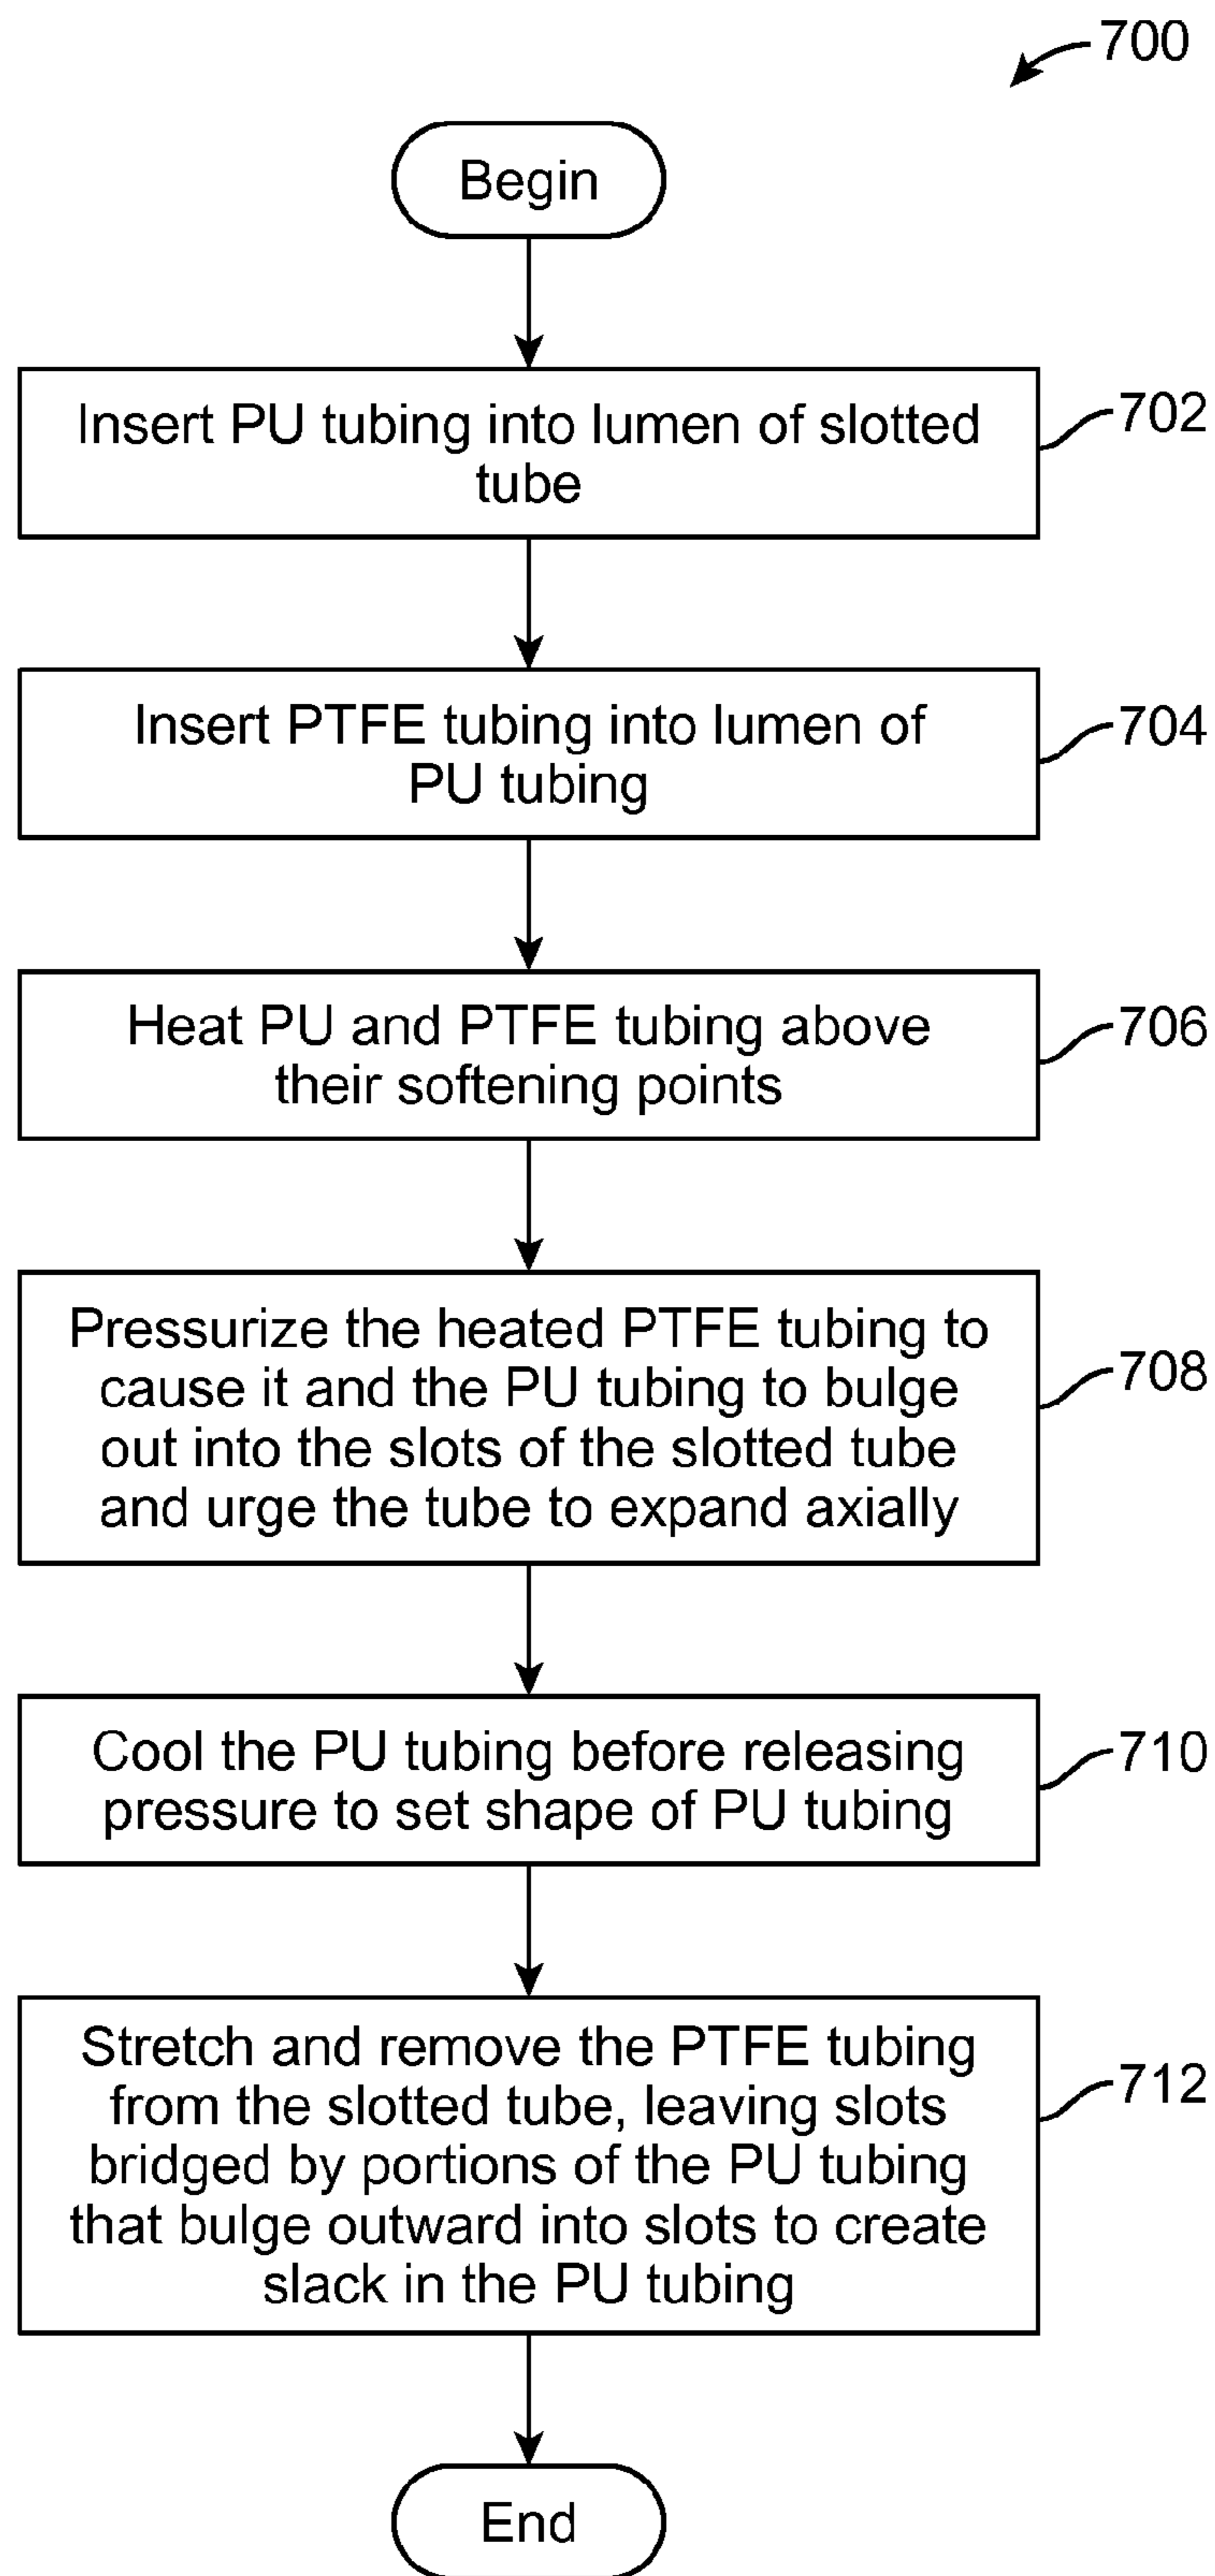 700
Begin
Insert PU tubing into lumen of slotted
tube
702
Insert PTFE tubing into lumen of
PU tubing
704
Heat PU and PTFE tubing above
their softening points
706
Pressurize the heated PTFE tubing to
cause it and the PU tubing to bulge
out into the slots of the slotted tube
and urge the tube to expand axially
708
Cool the PU tubing before releasing
pressure to set shape of PU tubing
710
Stretch and remove the PTFE tubing
from the slotted tube, leaving slots
bridged by portions of the PU tubing
that bulge outward into slots to create
slack in the PU tubing
712
End